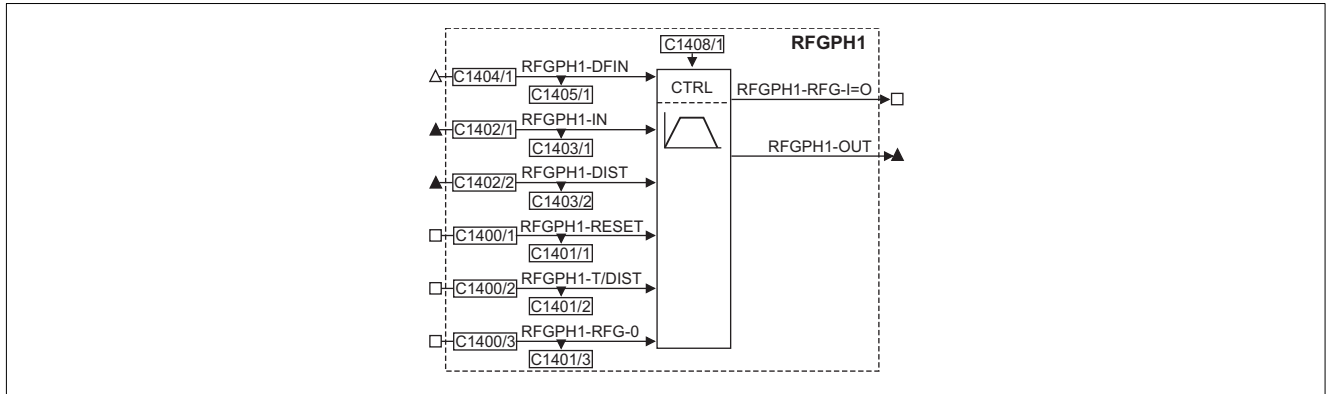 C1408/1 RFGPH1
C1404/1 RFGPH1-DFIN
C1405/1
CTRL
RFGPH1-RFG-I=O
C1402/1 RFGPH1-IN
C1403/1
RFGPH1-OUT
C1402/2 RFGPH1-DIST
C1403/2
C1400/1 RFGPH1-RESET
C1401/1
C1400/2 RFGPH1-T/DIST
C1401/2
C1400/3 RFGPH1-RFG-0
C1401/3